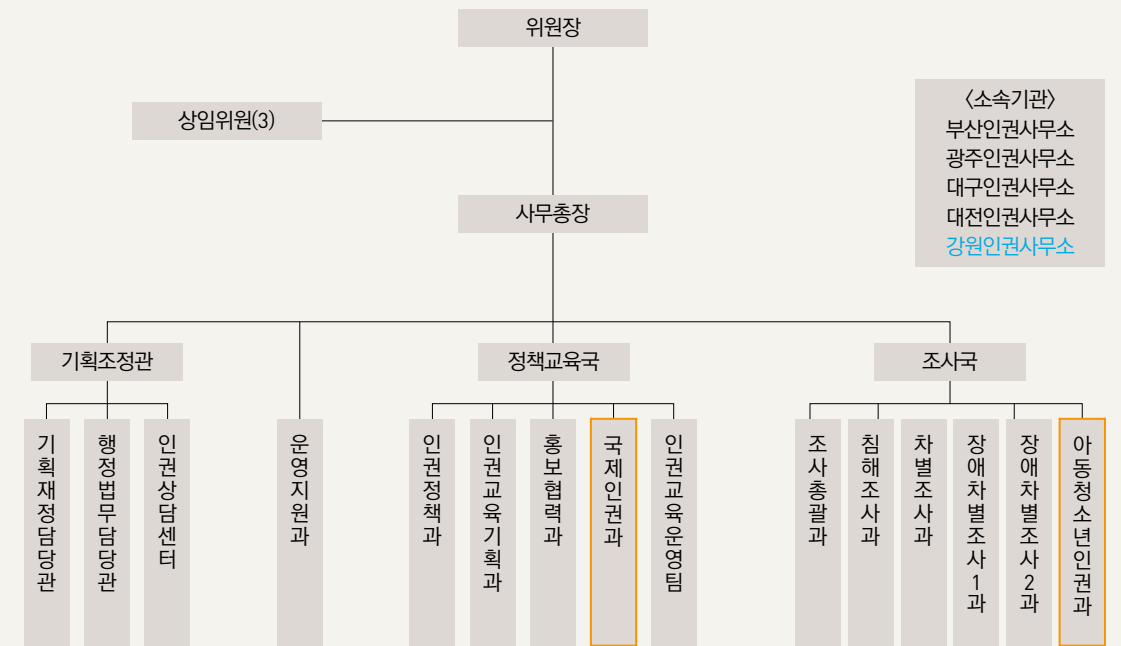 위원장
상임위원(3)
〈소속기관〉
부산인권사무소
광주인권사무소
대구인권사무소
대전인권사무소
강원인권사무소
사무총장
기획조정관
정책교육국
조사국
기획재정담당관
행정법무담당관
인권상담센터
운영지원과
인권정책과
인권교육기획과
홍보협력과
국제인권과
인권교육운영팀
조사총괄과
침해조사과
차별조사과
장애차별조사1과
장애차별조사2과
아동청소년인권과